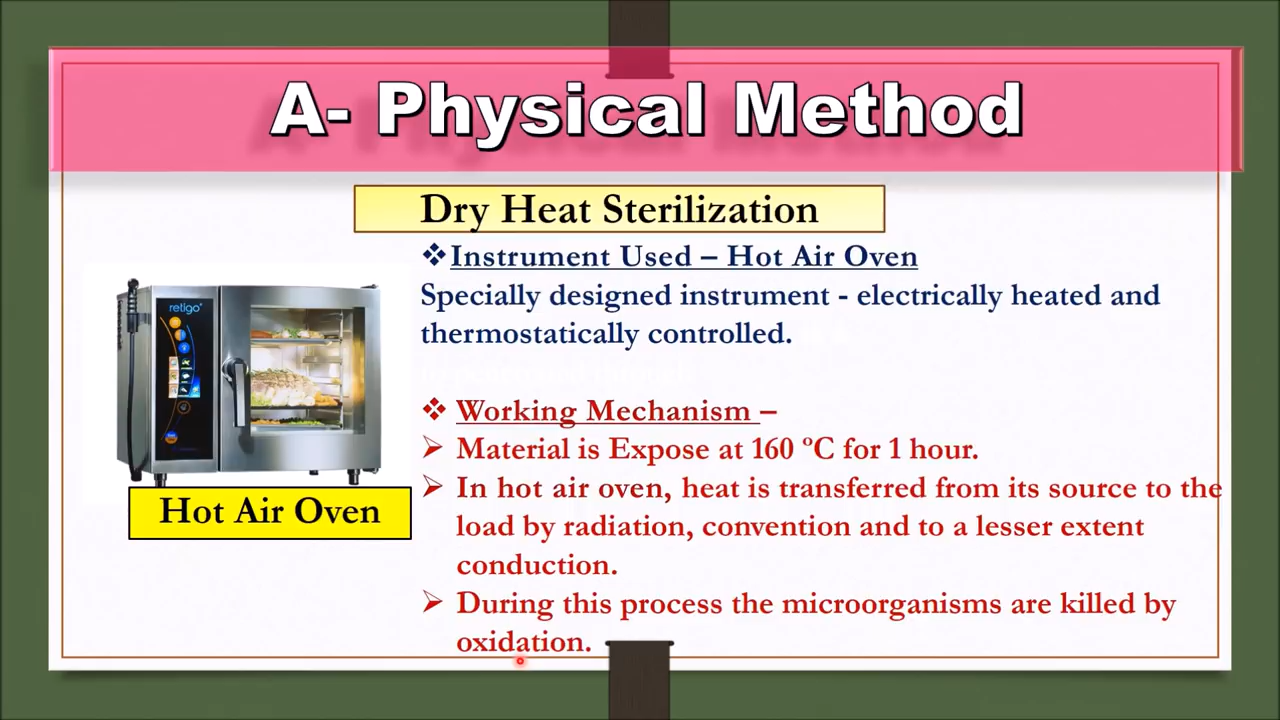 A- Physical Method
Dry Heat Sterilization
❖Instrument Used – Hot Air Oven
Specially designed instrument - electrically heated and
thermostatically controlled.
retigo
Hot Air Oven
❖ Working Mechanism –
➢ Material is Expose at 160 ºC for 1 hour.
➢ In hot air oven, heat is transferred from its source to the
load by radiation, convention and to a lesser extent
conduction.
➢ During this process the microorganisms are killed by
oxidation.